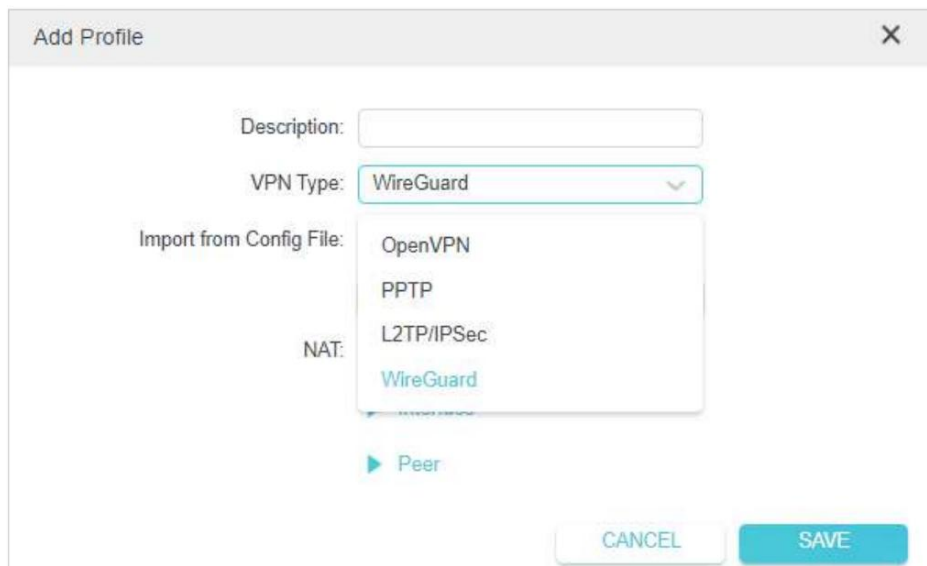 Add Profile
Description:
VPN Type: WireGuard
Import from Config File:
OpenVPN
PPTP
L2TP/IPSec
NAT:
WireGuard
Peer
CANCEL SAVE